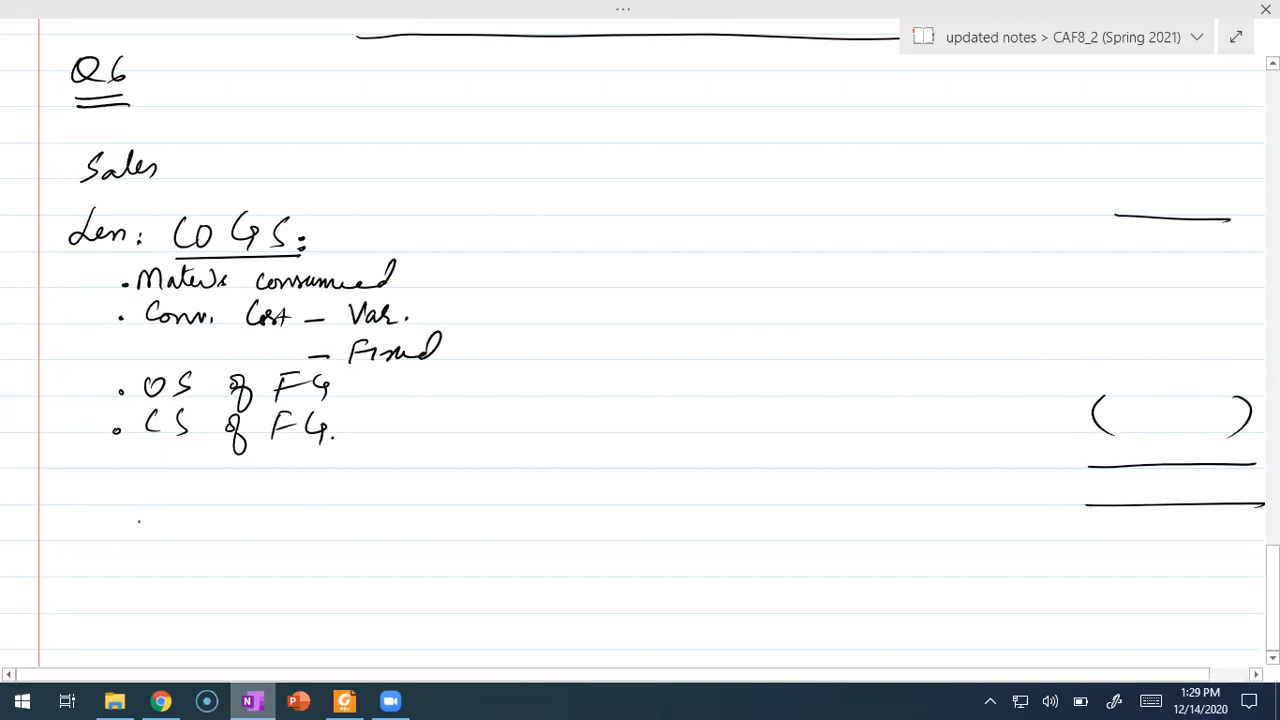 ...
updated notes > CAF8_2 (Spring 2021)
Q6
Sales
Less: COGS:
. consumed
. Conv. Cost – Var.
– Fixed
. OS of FG
. CS of FG.
( )
1:29 PM
12/14/2020